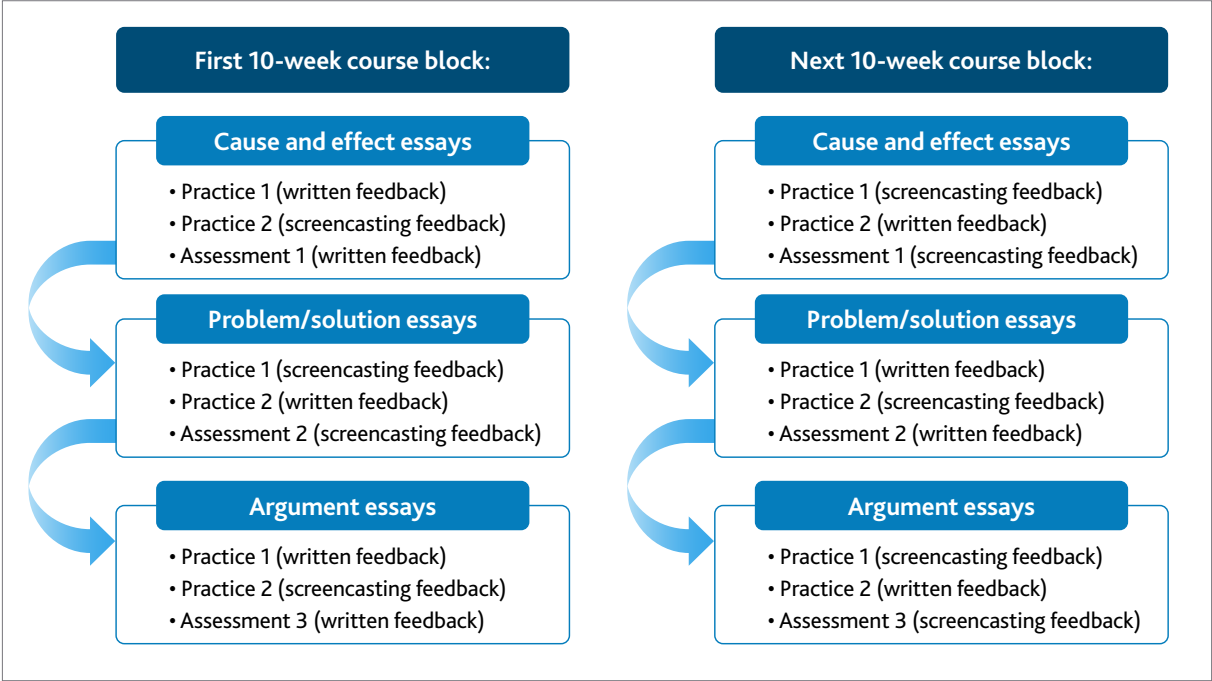 First 10-week course block:
Cause and effect essays
• Practice 1 (written feedback)
• Practice 2 (screencasting feedback)
• Assessment 1 (written feedback)
Problem/solution essays
• Practice 1 (screencasting feedback)
• Practice 2 (written feedback)
• Assessment 2 (screencasting feedback)
Argument essays
• Practice 1 (written feedback)
• Practice 2 (screencasting feedback)
• Assessment 3 (written feedback)
Next 10-week course block:
Cause and effect essays
• Practice 1 (screencasting feedback)
• Practice 2 (written feedback)
• Assessment 1 (screencasting feedback)
Problem/solution essays
• Practice 1 (written feedback)
• Practice 2 (screencasting feedback)
• Assessment 2 (written feedback)
Argument essays
• Practice 1 (screencasting feedback)
• Practice 2 (written feedback)
• Assessment 3 (screencasting feedback)